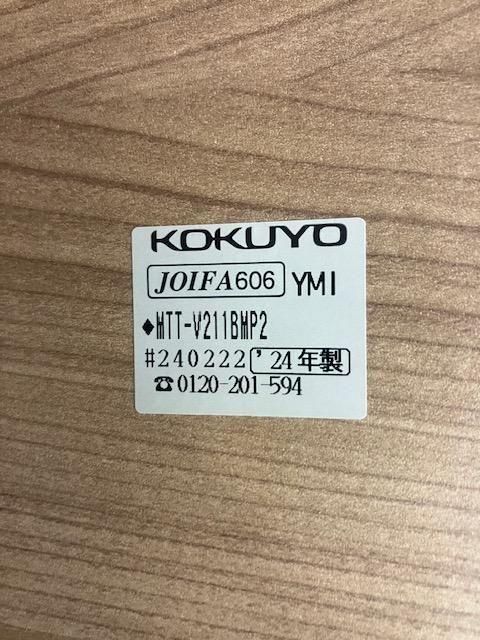 KOKUYO
JOIFA606 YMI
◆MTT-V211BMP2
#240222 '24年製
☎0120-201-594